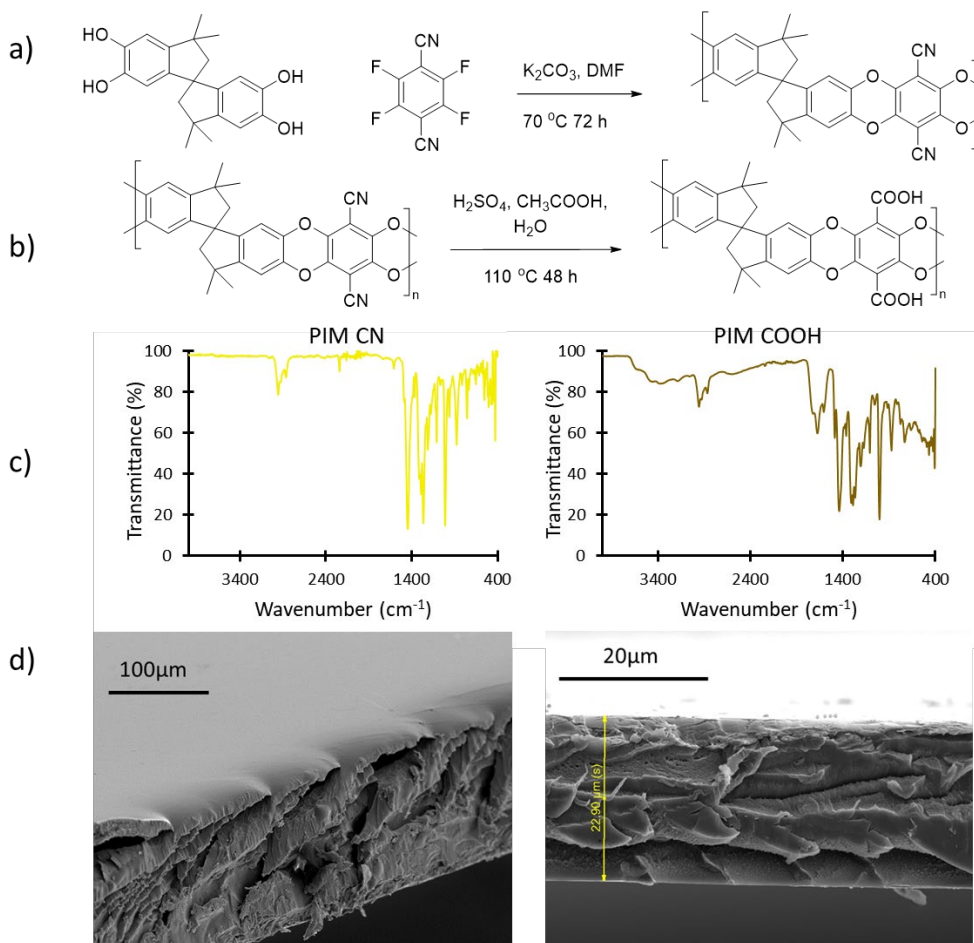 a)
HO
HO
OH
OH
CN
F
F
F
F
CN
K2CO3, DMF
70 °C 72 h
CN
O
O
O
O
CN
b)
CN
O
O
O
O
CN
n
H2SO4, CH3COOH,
H2O
110 °C 48 h
COOH
O
O
O
O
COOH
n
c)
PIM CN
100
80
60
40
20
0
Transmittance (%)
3400 2400 1400 400
Wavenumber (cm-1)
PIM COOH
100
80
60
40
20
0
Transmittance (%)
3400 2400 1400 400
Wavenumber (cm-1)
d)
100μm
20μm
22,90 μm (s)